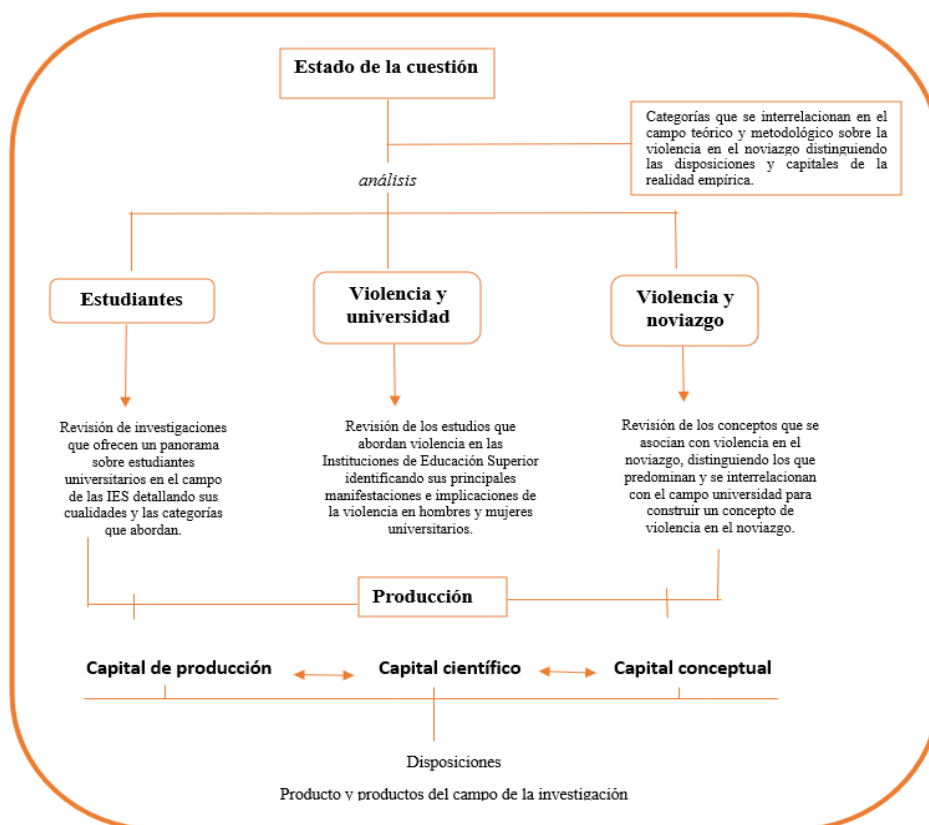 Estado de la cuestión
Categorías que se interrelacionan en el
campo teórico y metodológico sobre la
violencia en el noviazgo distinguiendo
las disposiciones y capitales de la
realidad empírica.
análisis
Estudiantes
Violencia y
universidad
Violencia y
noviazgo
Revisión de investigaciones
que ofrecen un panorama
sobre estudiantes
universitarios en el campo
de las IES detallando sus
cualidades y las categorías
que abordan.
Revisión de los estudios que
abordan violencia en las
Instituciones de Educación Superior
identificando sus principales
manifestaciones e implicaciones de
la violencia en hombres y mujeres
universitarios.
Revisión de los conceptos que se
asocian con violencia en el
noviazgo, distinguiendo los que
predominan y se interrelacionan
con el campo universidad para
construir un concepto de
violencia en el noviazgo.
Producción
Capital de producción
Capital científico
Capital conceptual
Disposiciones
Producto y productos del campo de la investigación